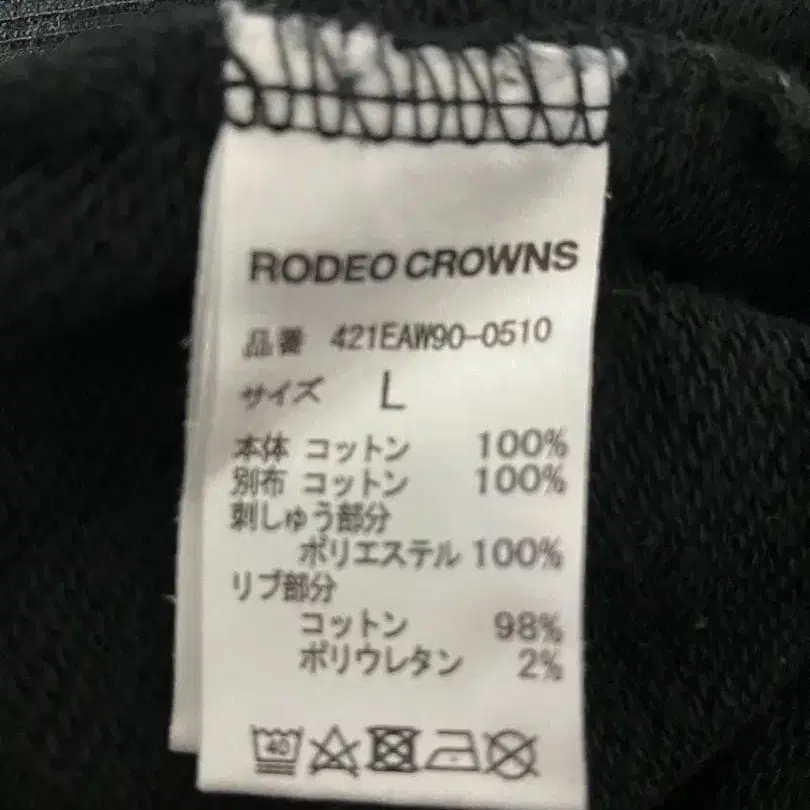 RODEO CROWNS
品番 421EAW90-0510
サイズ L
本体 コットン 100%
別布 コットン 100%
刺しゅう部分
ポリエステル 100%
リブ部分
コットン 98%
ポリウレタン 2%
40